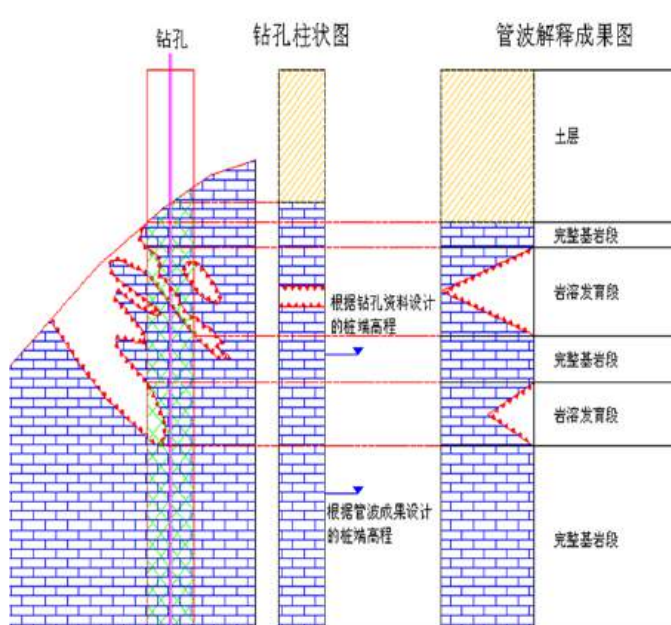 钻孔
钻孔柱状图
管波解释成果图
土层
完整基岩段
岩溶发育段
根据钻孔资料设计
的桩端高程
完整基岩段
岩溶发育段
根据管波成果设计
的桩端高程
完整基岩段